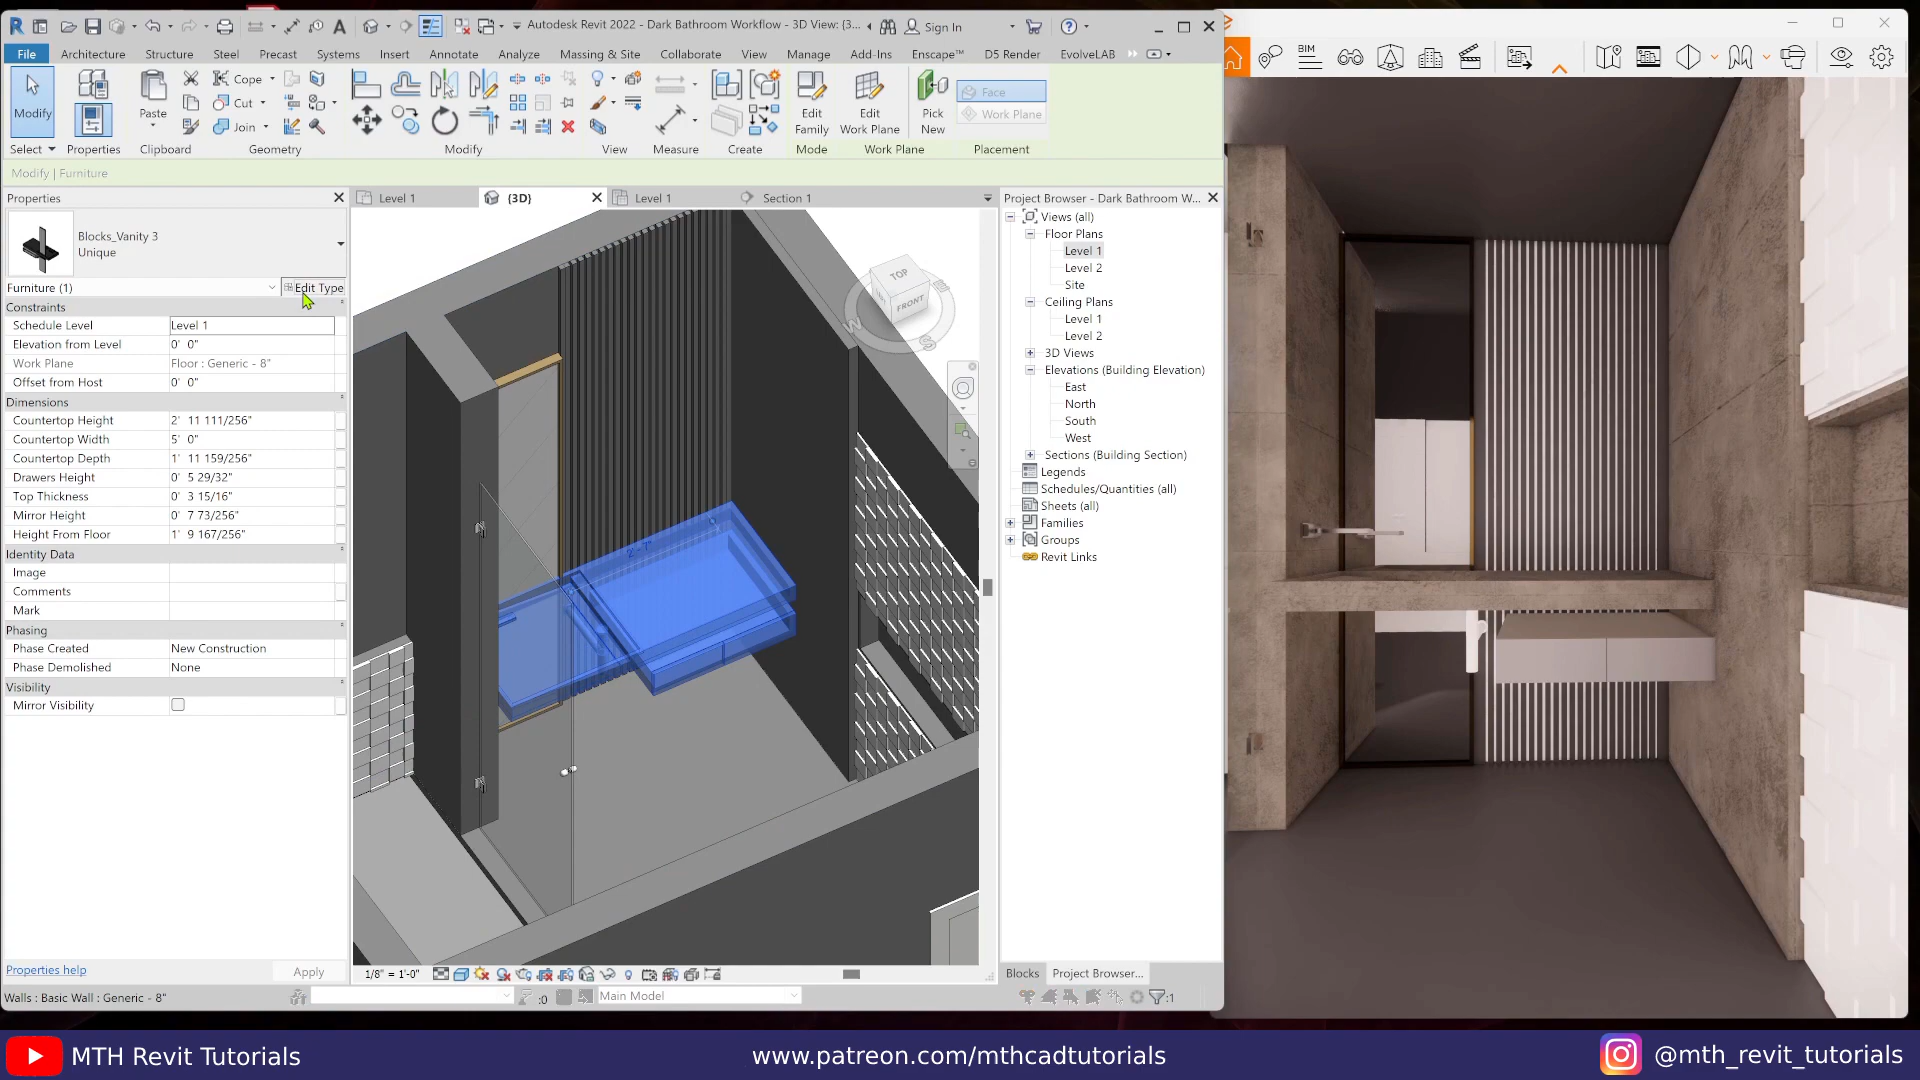 Autodesk Revit 2022 - Dark Bathroom Workflow - 3D View: {3...
Sign In
File
Architecture
Structure
Steel
Precast
Systems
Insert
Annotate
Analyze
Massing & Site
Collaborate
View
Manage
Add-Ins
Enscape™
D5 Render
EvolveLAB
BIM
Modify
Paste
Cope
Cut
Join
Edit Family
Edit Work Plane
Pick New
Face
Work Plane
Select
Properties
Clipboard
Geometry
Modify
View
Measure
Create
Mode
Work Plane
Placement
Modify | Furniture
Properties
Level 1
{3D}
Level 1
Section 1
Project Browser - Dark Bathroom W...
Blocks_Vanity 3
Unique
Furniture (1)
Edit Type
Constraints
Schedule Level
Level 1
Elevation from Level
0' 0"
Work Plane
Floor : Generic - 8"
Offset from Host
0' 0"
Dimensions
Countertop Height
2' 11 111/256"
Countertop Width
5' 0"
Countertop Depth
1' 11 159/256"
Drawers Height
0' 5 29/32"
Top Thickness
0' 3 15/16"
Mirror Height
0' 7 73/256"
Height From Floor
1' 9 167/256"
Identity Data
Image
Comments
Mark
Phasing
Phase Created
New Construction
Phase Demolished
None
Visibility
Mirror Visibility
Properties help
Apply
TOP
FRONT
W
S
Views (all)
Floor Plans
Level 1
Level 2
Site
Ceiling Plans
Level 1
Level 2
3D Views
Elevations (Building Elevation)
East
North
South
West
Sections (Building Section)
Legends
Schedules/Quantities (all)
Sheets (all)
Families
Groups
Revit Links
1/8" = 1'-0"
Blocks
Project Browser...
Walls : Basic Wall : Generic - 8"
:0
Main Model
:1
MTH Revit Tutorials
www.patreon.com/mthcadtutorials
@mth_revit_tutorials